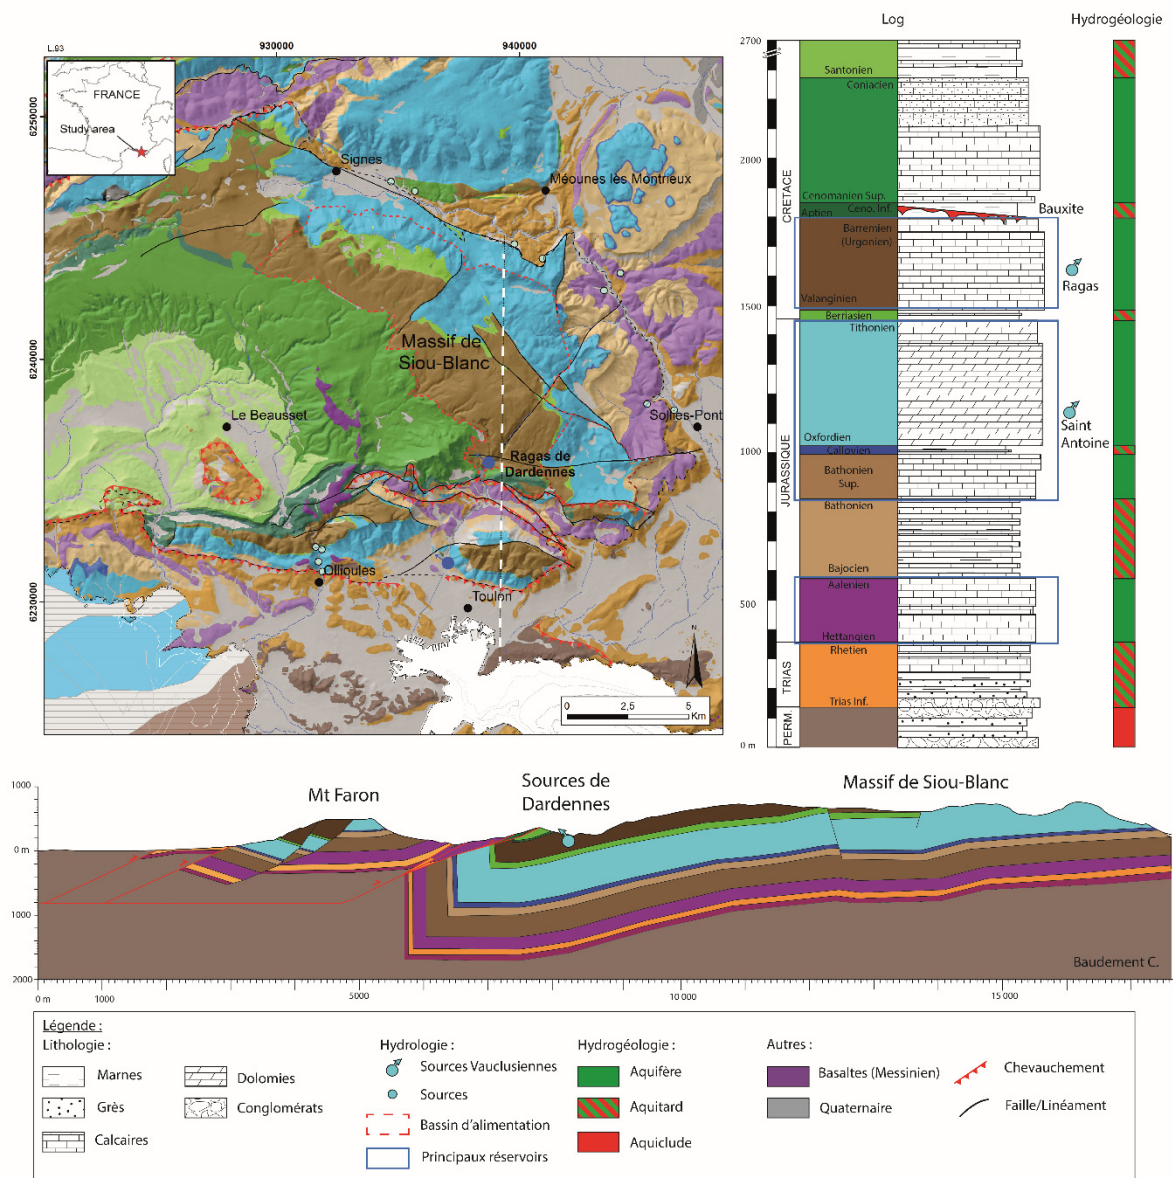 L.93
930000
940000
6250000
6240000
6230000
FRANCE
Study area
Signes
Méounes lès Montrieux
Massif de
Siou-Blanc
Le Beausset
Solliès-Pont
Ragas de
Dardennes
Ollioules
Toulon
N
0 2,5 5
Km
Log
Hydrogéologie
2700
2000
1500
1000
500
0 m
CRETACE
JURASSIQUE
TRIAS
PERM.
Santonien
Coniacien
Cenomanien Sup.
Ceno. Inf.
Aptien
Bauxite
Barremien
(Urgonien)
Ragas
Valanginien
Berriasien
Tithonien
Saint
Antoine
Oxfordien
Callovien
Bathonien
Sup.
Bathonien
Bajocien
Aalenien
Hettangien
Rhetien
Trias Inf.
Mt Faron
Sources de
Dardennes
Massif de Siou-Blanc
1000
0 m
1000
2000
Baudement C.
0 m 1000 5000 10 000 15 000
Légende :
Lithologie :
Marnes
Grès
Calcaires
Dolomies
Conglomérats
Hydrologie :
Sources Vauclusiennes
Sources
Bassin d'alimentation
Principaux réservoirs
Hydrogéologie :
Aquifère
Aquitard
Aquiclude
Autres :
Basaltes (Messinien)
Quaternaire
Chevauchement
Faille/Linéament